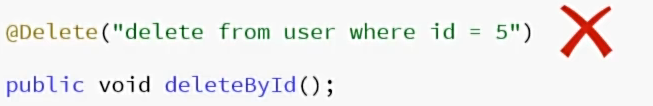 @Delete("delete from user where id = 5")
public void deleteById();